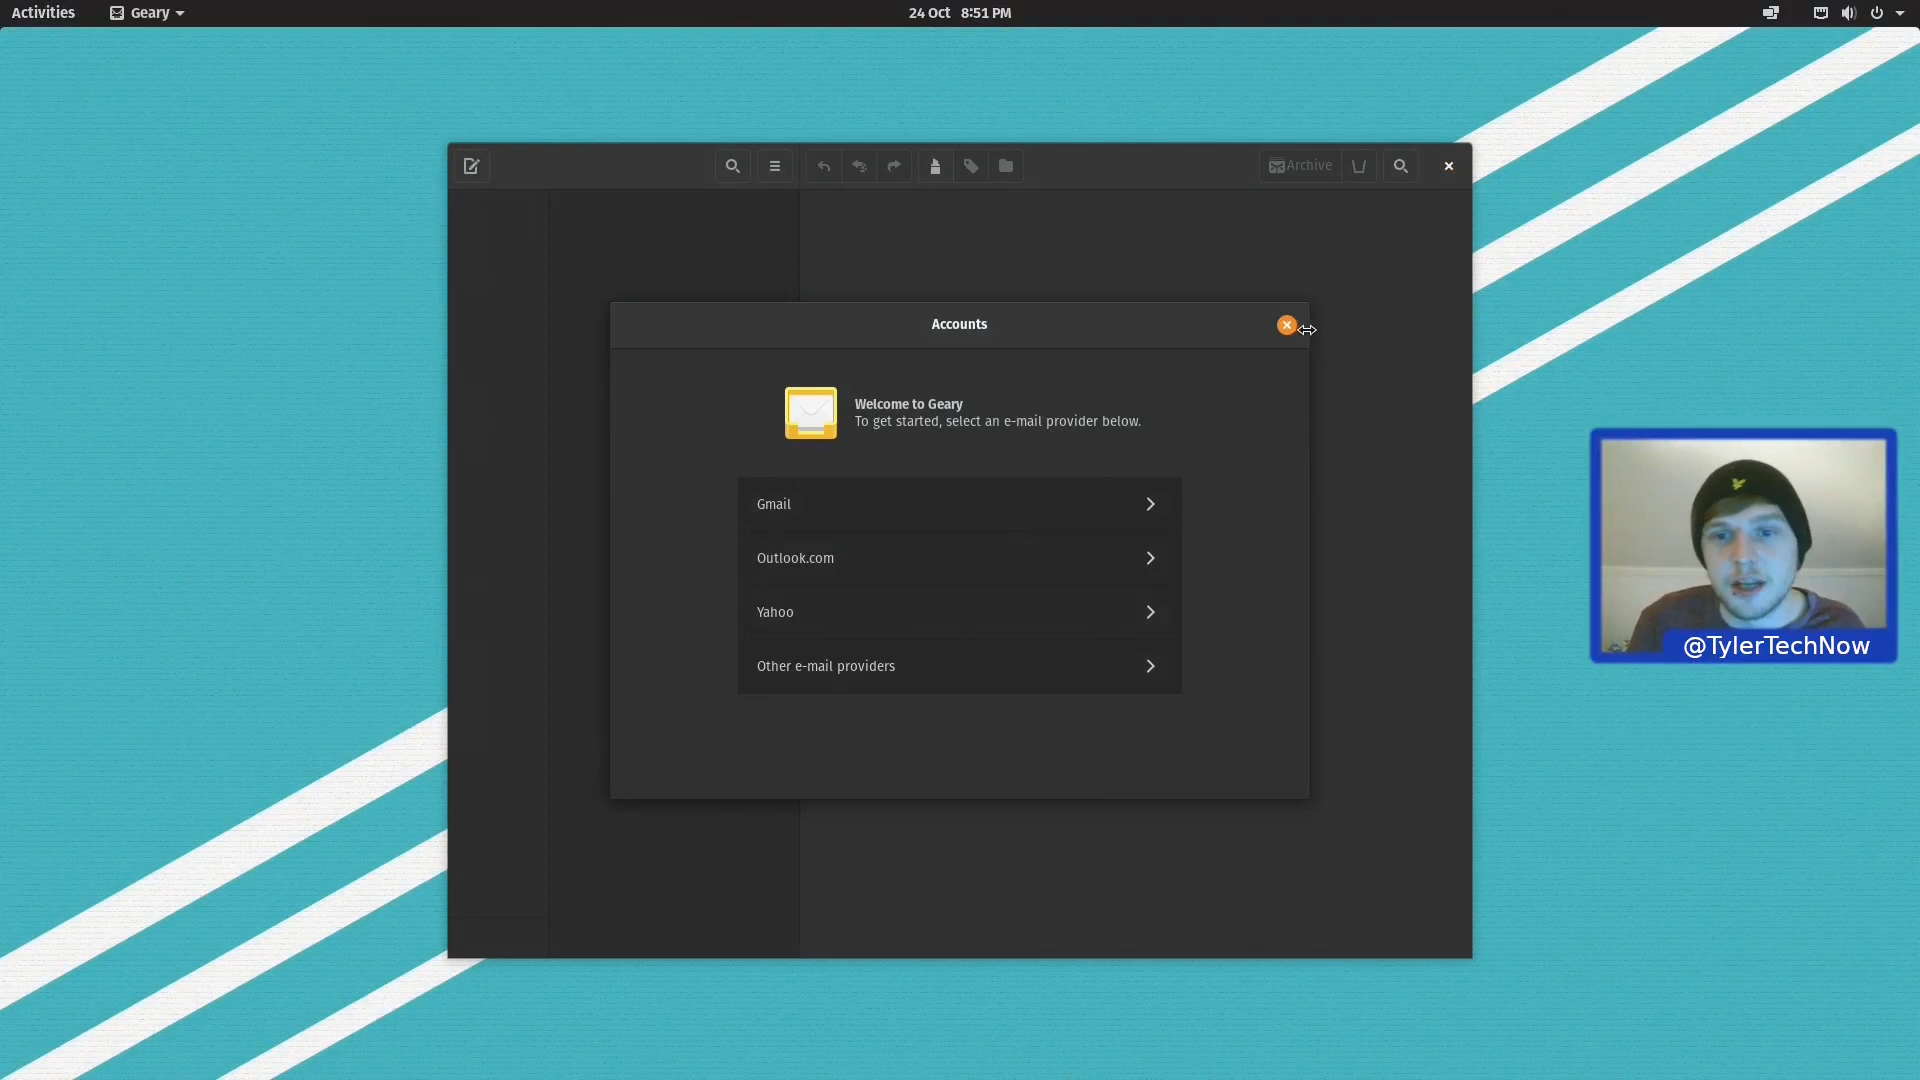 Activities
Geary
24 Oct 8:51 PM
Archive
Accounts
Welcome to Geary
To get started, select an e-mail provider below.
Gmail
Outlook.com
Yahoo
Other e-mail providers
@TylerTechNow